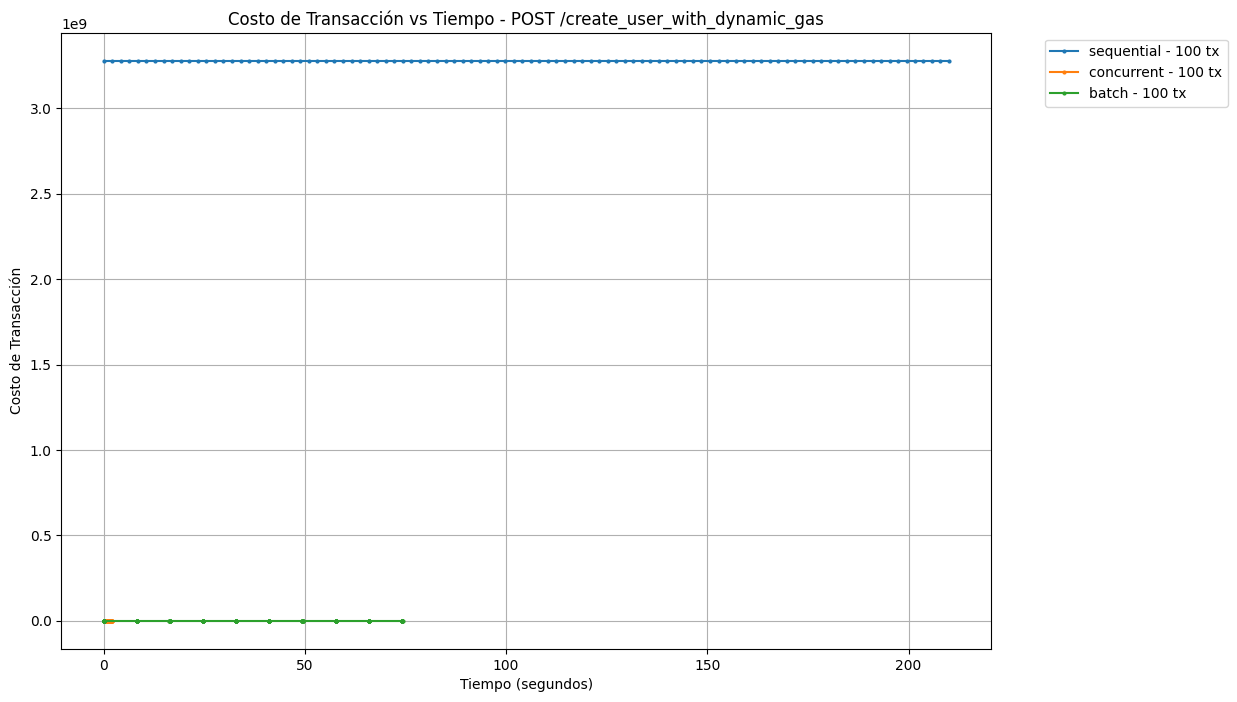 Costo de Transacción vs Tiempo - POST /create_user_with_dynamic_gas
1e9
sequential - 100 tx
concurrent - 100 tx
batch - 100 tx
3.0
2.5
2.0
1.5
1.0
0.5
0.0
Costo de Transacción
0 50 100 150 200
Tiempo (segundos)